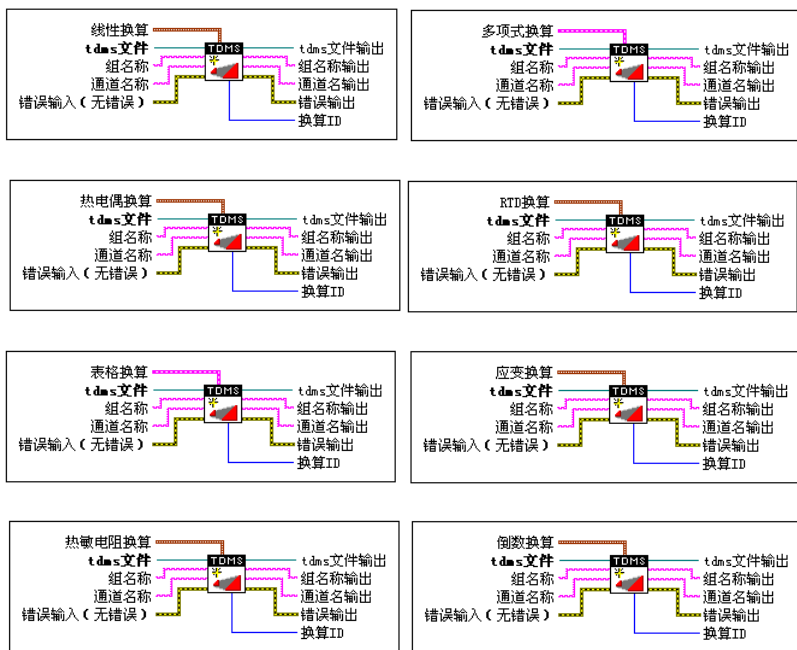 线性换算
tdms文件
组名称
通道名称
错误输入(无错误)
TDMS
tdms文件输出
组名称输出
通道名输出
错误输出
换算ID
多项式换算
tdms文件
组名称
通道名称
错误输入(无错误)
TDMS
tdms文件输出
组名称输出
通道名输出
错误输出
换算ID
热电偶换算
tdms文件
组名称
通道名称
错误输入(无错误)
TDMS
tdms文件输出
组名称输出
通道名输出
错误输出
换算ID
RTD换算
tdms文件
组名称
通道名称
错误输入(无错误)
TDMS
tdms文件输出
组名称输出
通道名输出
错误输出
换算ID
表格换算
tdms文件
组名称
通道名称
错误输入(无错误)
TDMS
tdms文件输出
组名称输出
通道名输出
错误输出
换算ID
应变换算
tdms文件
组名称
通道名称
错误输入(无错误)
TDMS
tdms文件输出
组名称输出
通道名输出
错误输出
换算ID
热敏电阻换算
tdms文件
组名称
通道名称
错误输入(无错误)
TDMS
tdms文件输出
组名称输出
通道名输出
错误输出
换算ID
倒数换算
tdms文件
组名称
通道名称
错误输入(无错误)
TDMS
tdms文件输出
组名称输出
通道名输出
错误输出
换算ID